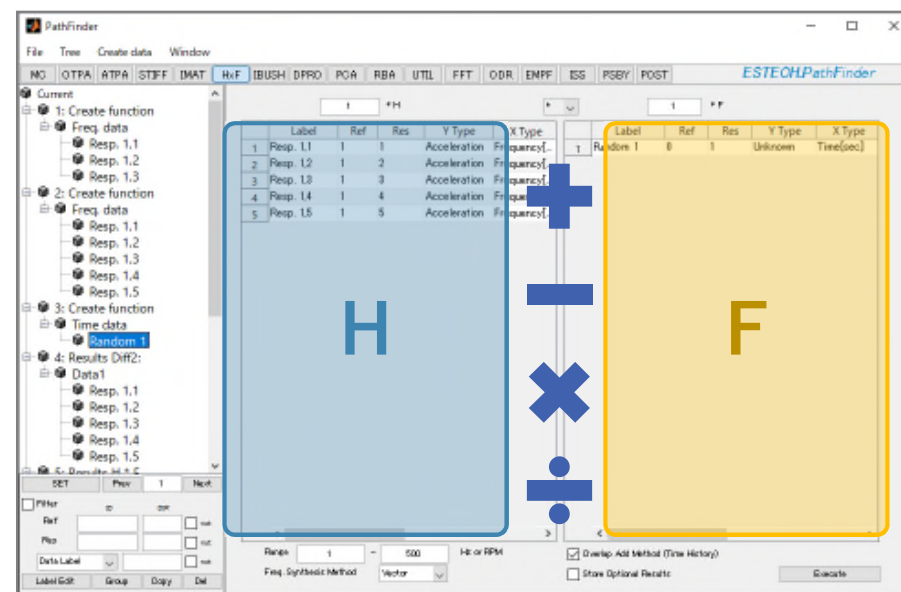 PathFinder
File Tree Create data Window
MC OTPA ATPA STIFF IMAT HxF IBUSH DPRO PCA RBA UTIL FFT ODR EMPF ISS PSBY POST ESTECH.PathFinder
Current
1: Create function
Freq. data
Resp. 1,1
Resp. 1.2
Resp. 1.3
2: Create function
Freq. data
Resp. 1,1
Resp. 1.2
Resp. 1.3
Resp. 1.4
Resp. 1.5
3: Create function
Time data
Random 1
4: Results Diff2:
Data1
Resp. 1,1
Resp. 1.2
Resp. 1.3
Resp. 1.4
Resp. 1.5
5: Results H * F
SET Prev 1 Next
Filter
Ref
Res
Data Label
Label Edit Group Copy Del
1 *H * 1 * F
Label Ref Res Y Type X Type
1 Resp. 1,1 1 1 Acceleration Frequency[..
2 Resp. 1,2 1 2 Acceleration Frequency[..
3 Resp. 1,3 1 3 Acceleration Frequency[..
4 Resp. 1,4 1 4 Acceleration Frequency[..
5 Resp. 1,5 1 5 Acceleration Frequency[..
Label Ref Res Y Type X Type
1 Random 1 0 1 Unknown Time[sec]
H
+
−
×
÷
F
Range 1 - 500 Hz or RPM
Freq. Synthesis Method Vector
Overlap Add Method (Time History)
Store Optional Results
Execute